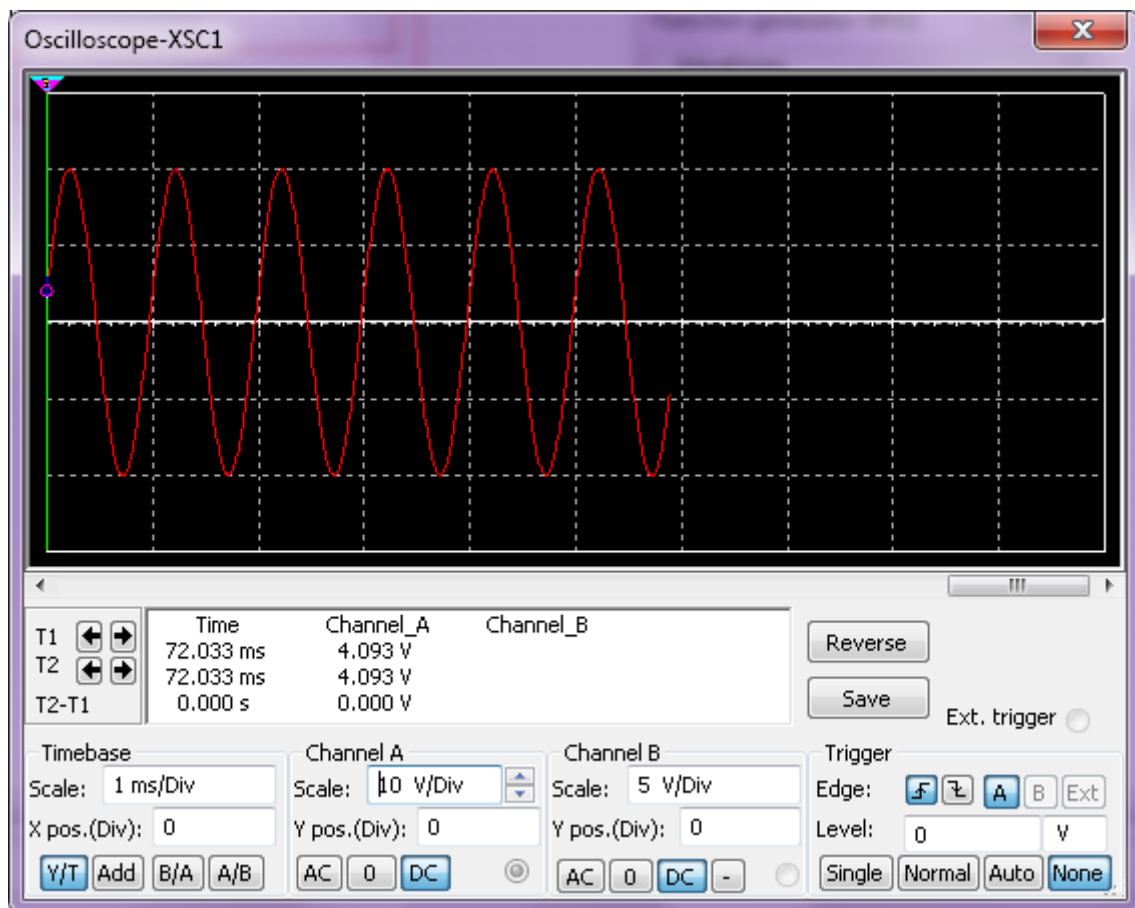 Oscilloscope-XSC1
Time Channel_A Channel_B
T1 72.033 ms 4.093 V
T2 72.033 ms 4.093 V
T2-T1 0.000 s 0.000 V
Reverse
Save
Ext. trigger
Timebase
Scale: 1 ms/Div
X pos.(Div): 0
Y/T Add B/A A/B
Channel A
Scale: 10 V/Div
Y pos.(Div): 0
AC 0 DC
Channel B
Scale: 5 V/Div
Y pos.(Div): 0
AC 0 DC -
Trigger
Edge: A B Ext
Level: 0 V
Single Normal Auto None